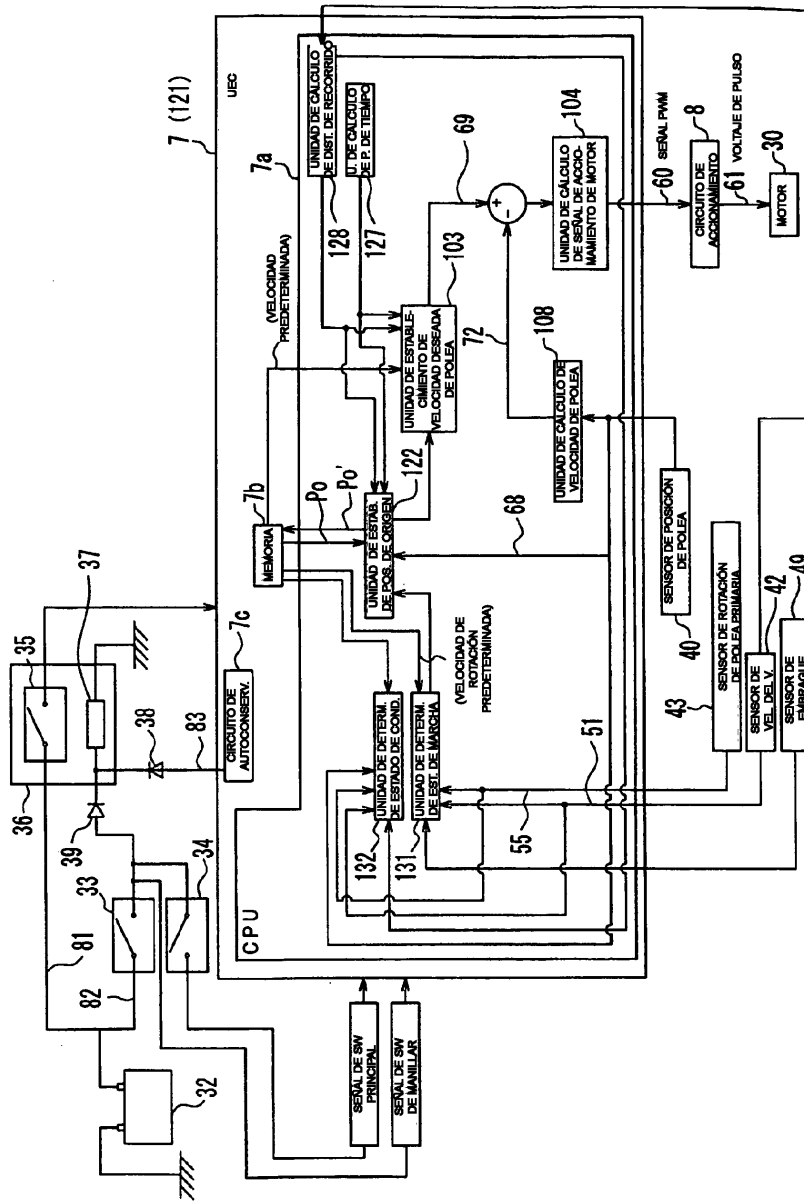 7 (121)
UEC
7a
CPU
UNIDAD DE CÁLCULO
DE DIST. DE RECORRIDO
128
U. DE CALCULO
DE P. DE TIEMPO
127
(VELOCIDAD
PREDETERMINADA)
7b
MEMORIA
Po
Po'
UNIDAD DE ESTAB.
DE POS. DE ORIGEN
122
UNIDAD DE ESTABLE-
CIMIENTO DE
VELOCIDAD DESEADA
DE POLEA
103
69
+
-
72
UNIDAD DE CÁLCULO
DE SEÑAL DE ACCIO-
MAMIENTO DE MOTOR
104
60
SEÑAL PWM
CIRCUITO DE
ACCIONAMIENTO
8
61
VOLTAJE DE PULSO
MOTOR
30
108
UNIDAD DE CÁLCULO DE
VELOCIDAD DE POLEA
68
(VELOCIDAD DE
ROTACIÓN
PREDETERMINADA)
UNIDAD DE DETERM.
DE ESTADO DE COND.
132
UNIDAD DE DETERM.
DE EST. DE MARCHA
131
55
51
SENSOR DE POSICIÓN
DE POLEA
40
SENSOR DE ROTACIÓN
DE POLEA PRIMARIA
43
SENSOR DE
VEL. DEL V.
42
SENSOR DE
EMBRAGUE
49
35
37
36
38
39
83
CIRCUITO DE
AUTOCONSERV.
7c
33
34
81
82
32
SEÑAL DE SW
PRINCIPAL
SEÑAL DE SW
DE MANILLAR